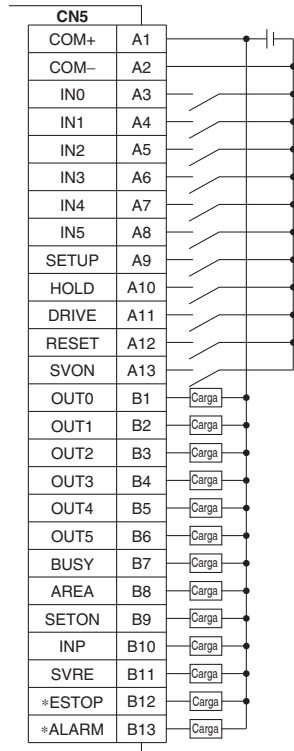 CN5
COM+ A1
COM− A2
IN0 A3
IN1 A4
IN2 A5
IN3 A6
IN4 A7
IN5 A8
SETUP A9
HOLD A10
DRIVE A11
RESET A12
SVON A13
OUT0 B1 Carga
OUT1 B2 Carga
OUT2 B3 Carga
OUT3 B4 Carga
OUT4 B5 Carga
OUT5 B6 Carga
BUSY B7 Carga
AREA B8 Carga
SETON B9 Carga
INP B10 Carga
SVRE B11 Carga
∗ESTOP B12 Carga
∗ALARM B13 Carga